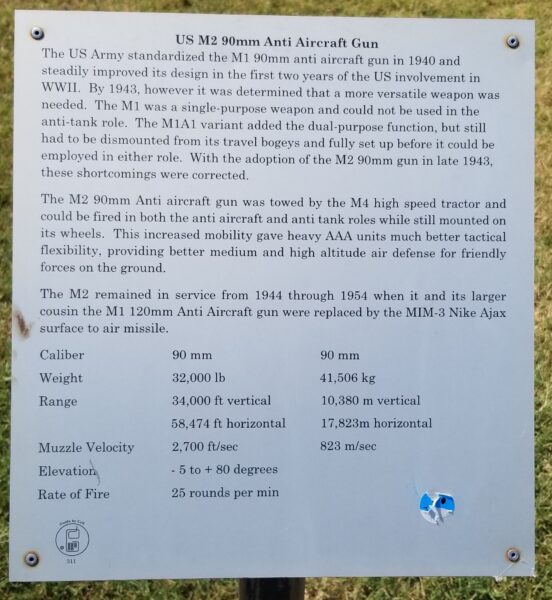 US M2 90mm Anti Aircraft Gun
The US Army standardized the M1 90mm anti aircraft gun in 1940 and
steadily improved its design in the first two years of the US involvement in
WWII. By 1943, however it was determined that a more versatile weapon was
needed. The M1 was a single-purpose weapon and could not be used in the
anti-tank role. The M1A1 variant added the dual-purpose function, but still
had to be dismounted from its travel bogeys and fully set up before it could be
employed in either role. With the adoption of the M2 90mm gun in late 1943,
these shortcomings were corrected.
The M2 90mm Anti aircraft gun was towed by the M4 high speed tractor and
could be fired in both the anti aircraft and anti tank roles while still mounted on
its wheels. This increased mobility gave heavy AAA units much better tactical
flexibility, providing better medium and high altitude air defense for friendly
forces on the ground.
The M2 remained in service from 1944 through 1954 when it and its larger
cousin the M1 120mm Anti Aircraft gun were replaced by the MIM-3 Nike Ajax
surface to air missile.
Caliber 90 mm 90 mm
Weight 32,000 lb 41,506 kg
Range 34,000 ft vertical 10,380 m vertical
58,474 ft horizontal 17,823m horizontal
Muzzle Velocity 2,700 ft/sec 823 m/sec
Elevation - 5 to + 80 degrees
Rate of Fire 25 rounds per min
511